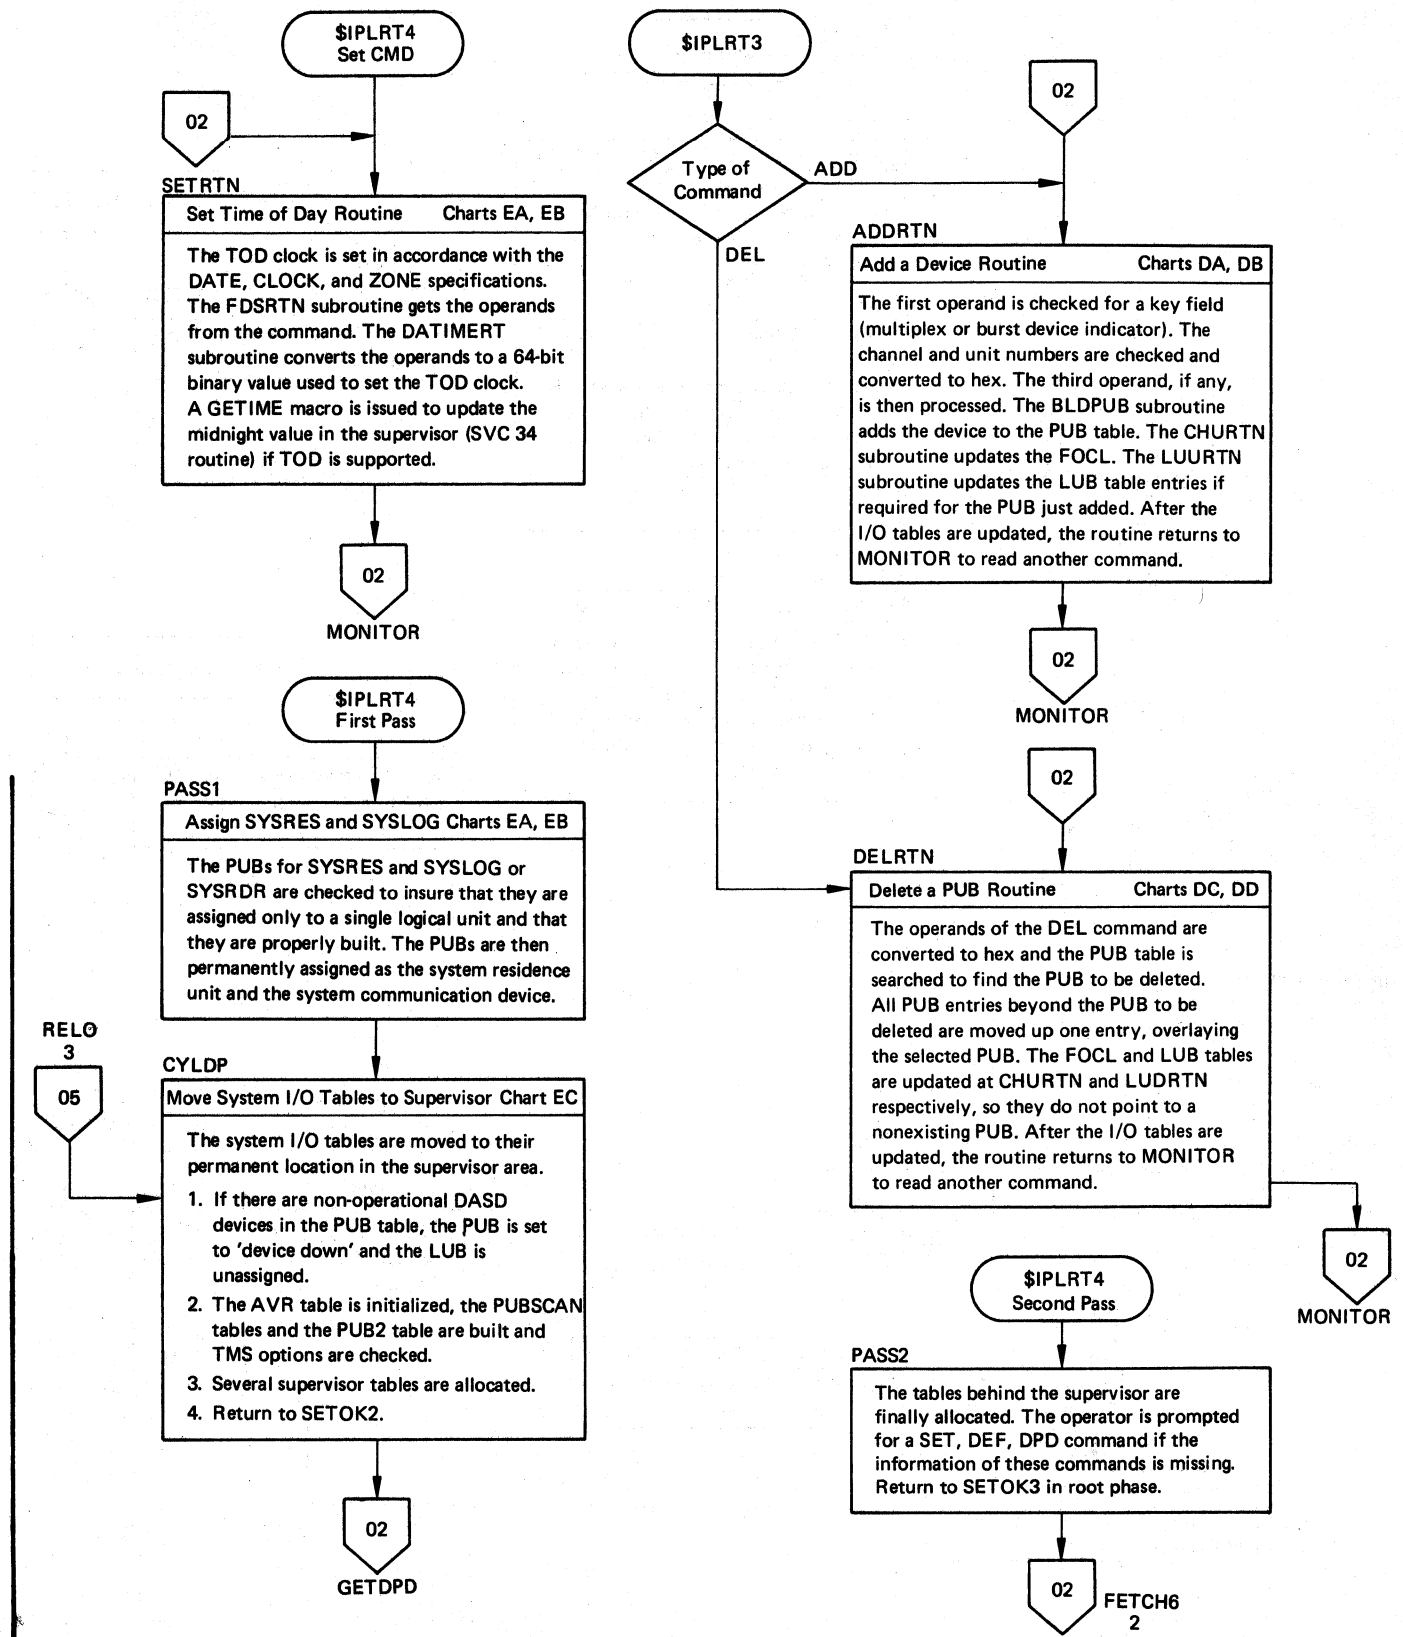 $IPLRT4
Set CMD
02
SETRTN
Set Time of Day Routine Charts EA, EB
The TOD clock is set in accordance with the
DATE, CLOCK, and ZONE specifications.
The FDSRTN subroutine gets the operands
from the command. The DATIMERT
subroutine converts the operands to a 64-bit
binary value used to set the TOD clock.
A GETIME macro is issued to update the
midnight value in the supervisor (SVC 34
routine) if TOD is supported.
02
MONITOR
$IPLRT4
First Pass
PASS1
Assign SYSRES and SYSLOG Charts EA, EB
The PUBs for SYSRES and SYSLOG or
SYSRDR are checked to insure that they are
assigned only to a single logical unit and that
they are properly built. The PUBs are then
permanently assigned as the system residence
unit and the system communication device.
RELO
3
05
CYLDP
Move System I/O Tables to Supervisor Chart EC
The system I/O tables are moved to their
permanent location in the supervisor area.
1. If there are non-operational DASD
devices in the PUB table, the PUB is set
to 'device down' and the LUB is
unassigned.
2. The AVR table is initialized, the PUBSCAN
tables and the PUB2 table are built and
TMS options are checked.
3. Several supervisor tables are allocated.
4. Return to SETOK2.
02
GETDPD
$IPLRT3
Type of
Command
ADD
DEL
02
ADDRTN
Add a Device Routine Charts DA, DB
The first operand is checked for a key field
(multiplex or burst device indicator). The
channel and unit numbers are checked and
converted to hex. The third operand, if any,
is then processed. The BLDPUB subroutine
adds the device to the PUB table. The CHURTN
subroutine updates the FOCL. The LUURTN
subroutine updates the LUB table entries if
required for the PUB just added. After the
I/O tables are updated, the routine returns to
MONITOR to read another command.
02
MONITOR
02
DELRTN
Delete a PUB Routine Charts DC, DD
The operands of the DEL command are
converted to hex and the PUB table is
searched to find the PUB to be deleted.
All PUB entries beyond the PUB to be
deleted are moved up one entry, overlaying
the selected PUB. The FOCL and LUB tables
are updated at CHURTN and LUDRTN
respectively, so they do not point to a
nonexisting PUB. After the I/O tables are
updated, the routine returns to MONITOR
to read another command.
02
MONITOR
$IPLRT4
Second Pass
PASS2
The tables behind the supervisor are
finally allocated. The operator is prompted
for a SET, DEF, DPD command if the
information of these commands is missing.
Return to SETOK3 in root phase.
02
FETCH6
2